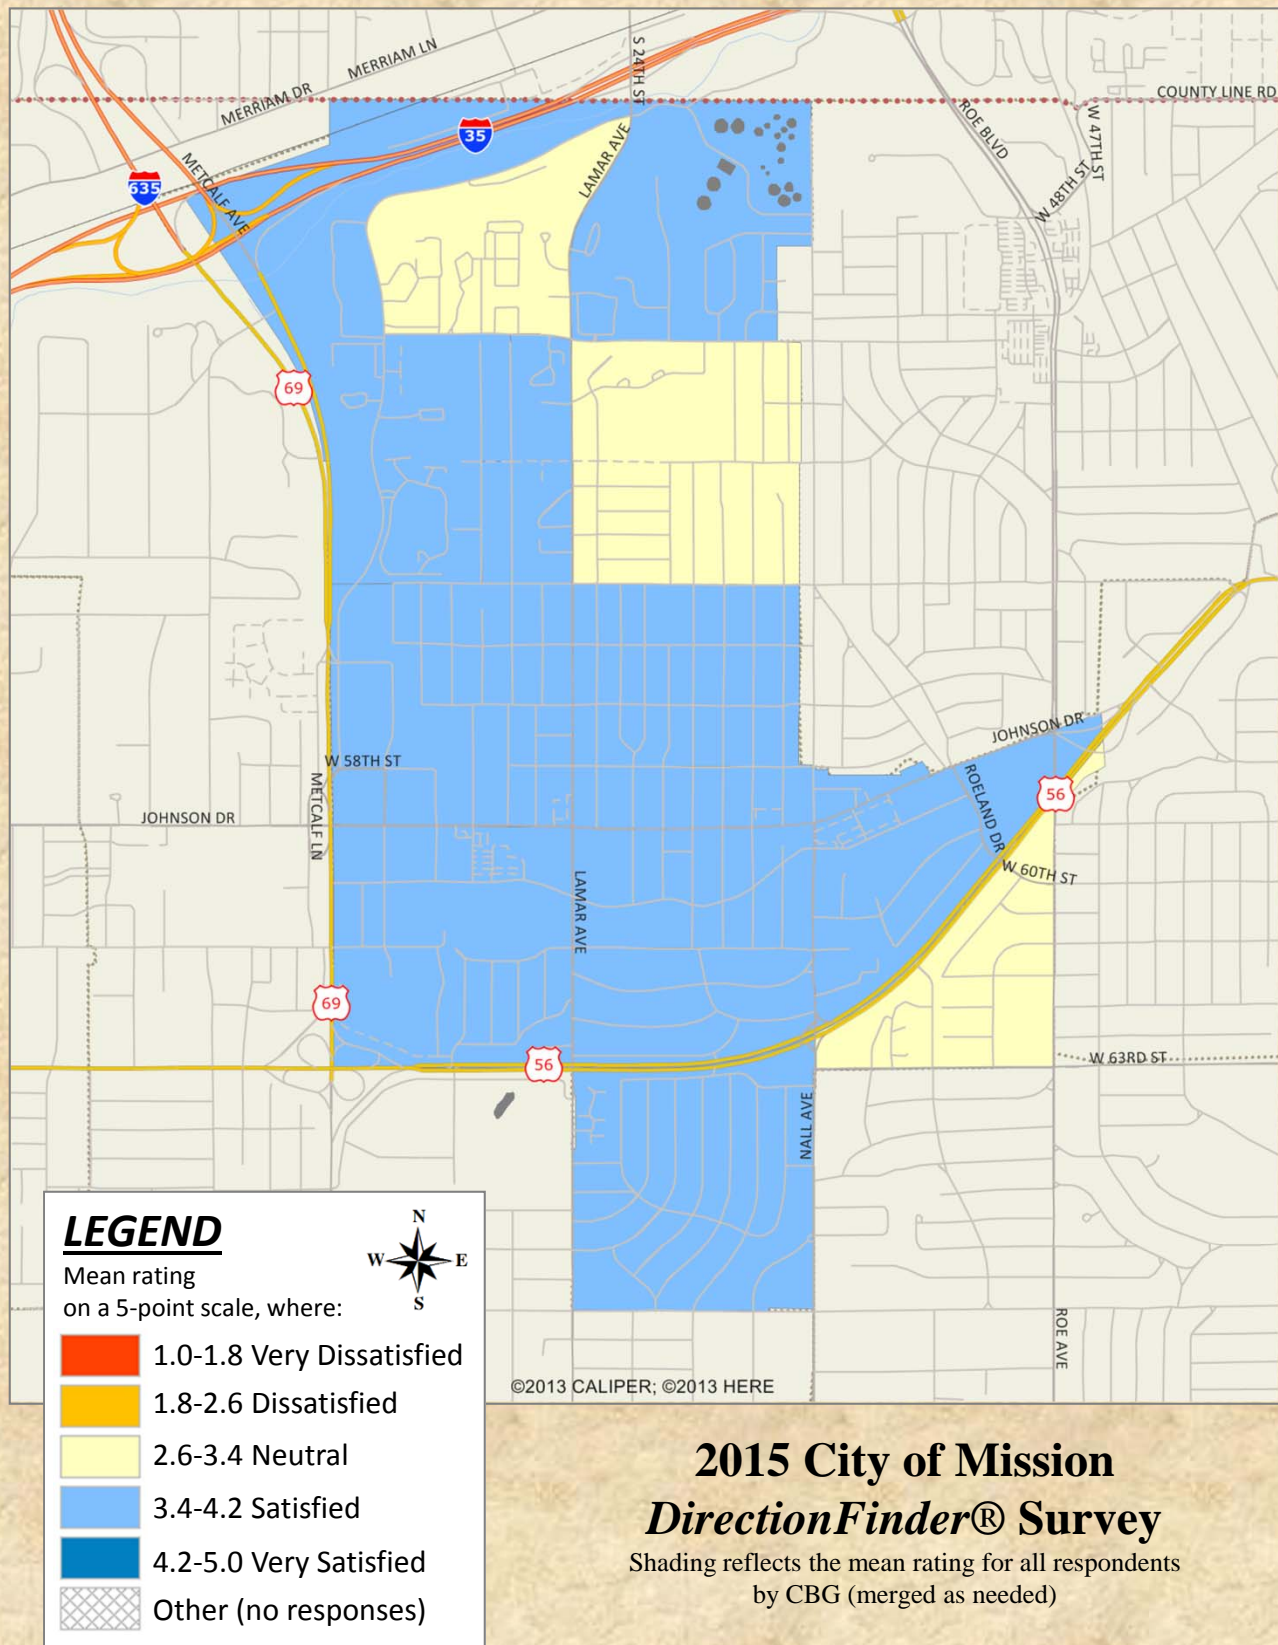 MERRIAM LN
S 24TH ST
MERRIAM DR
COUNTY LINE RD
ROE BLVD
W 47TH ST
35
LAMAR AVE
METCALF AVE
635
W 48TH ST
69
JOHNSON DR
W 58TH ST
ROELAND DR
METCALF LN
56
JOHNSON DR
W 60TH ST
LAMAR AVE
69
56
W 63RD ST
NALL AVE
ROE AVE
©2013 CALIPER; ©2013 HERE
LEGEND
N
W E
S
Mean rating
on a 5-point scale, where:
1.0-1.8 Very Dissatisfied
1.8-2.6 Dissatisfied
2.6-3.4 Neutral
3.4-4.2 Satisfied
4.2-5.0 Very Satisfied
Other (no responses)
2015 City of Mission
DirectionFinder® Survey
Shading reflects the mean rating for all respondents
by CBG (merged as needed)